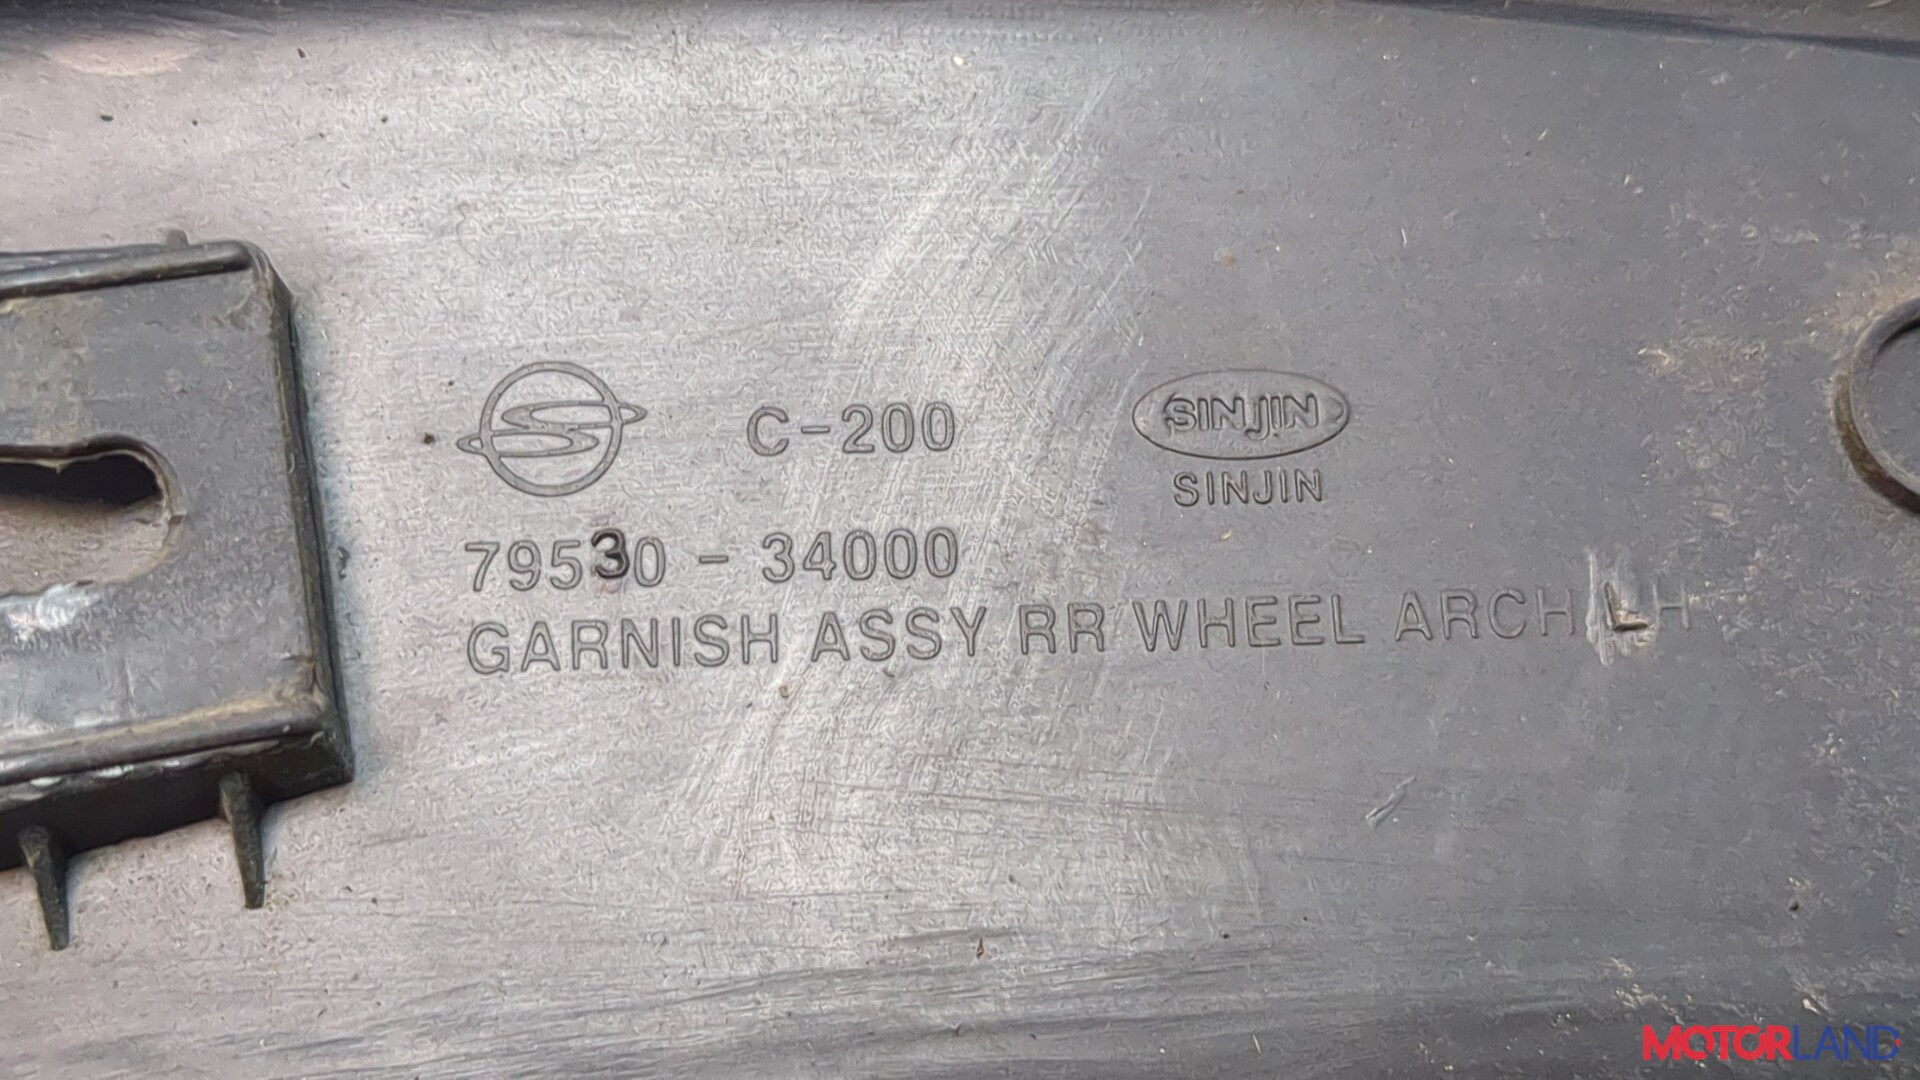 C-200
SINJIN
SINJIN
79530 - 34000
GARNISH ASSY RR WHEEL ARCH LH
MOTORLAND